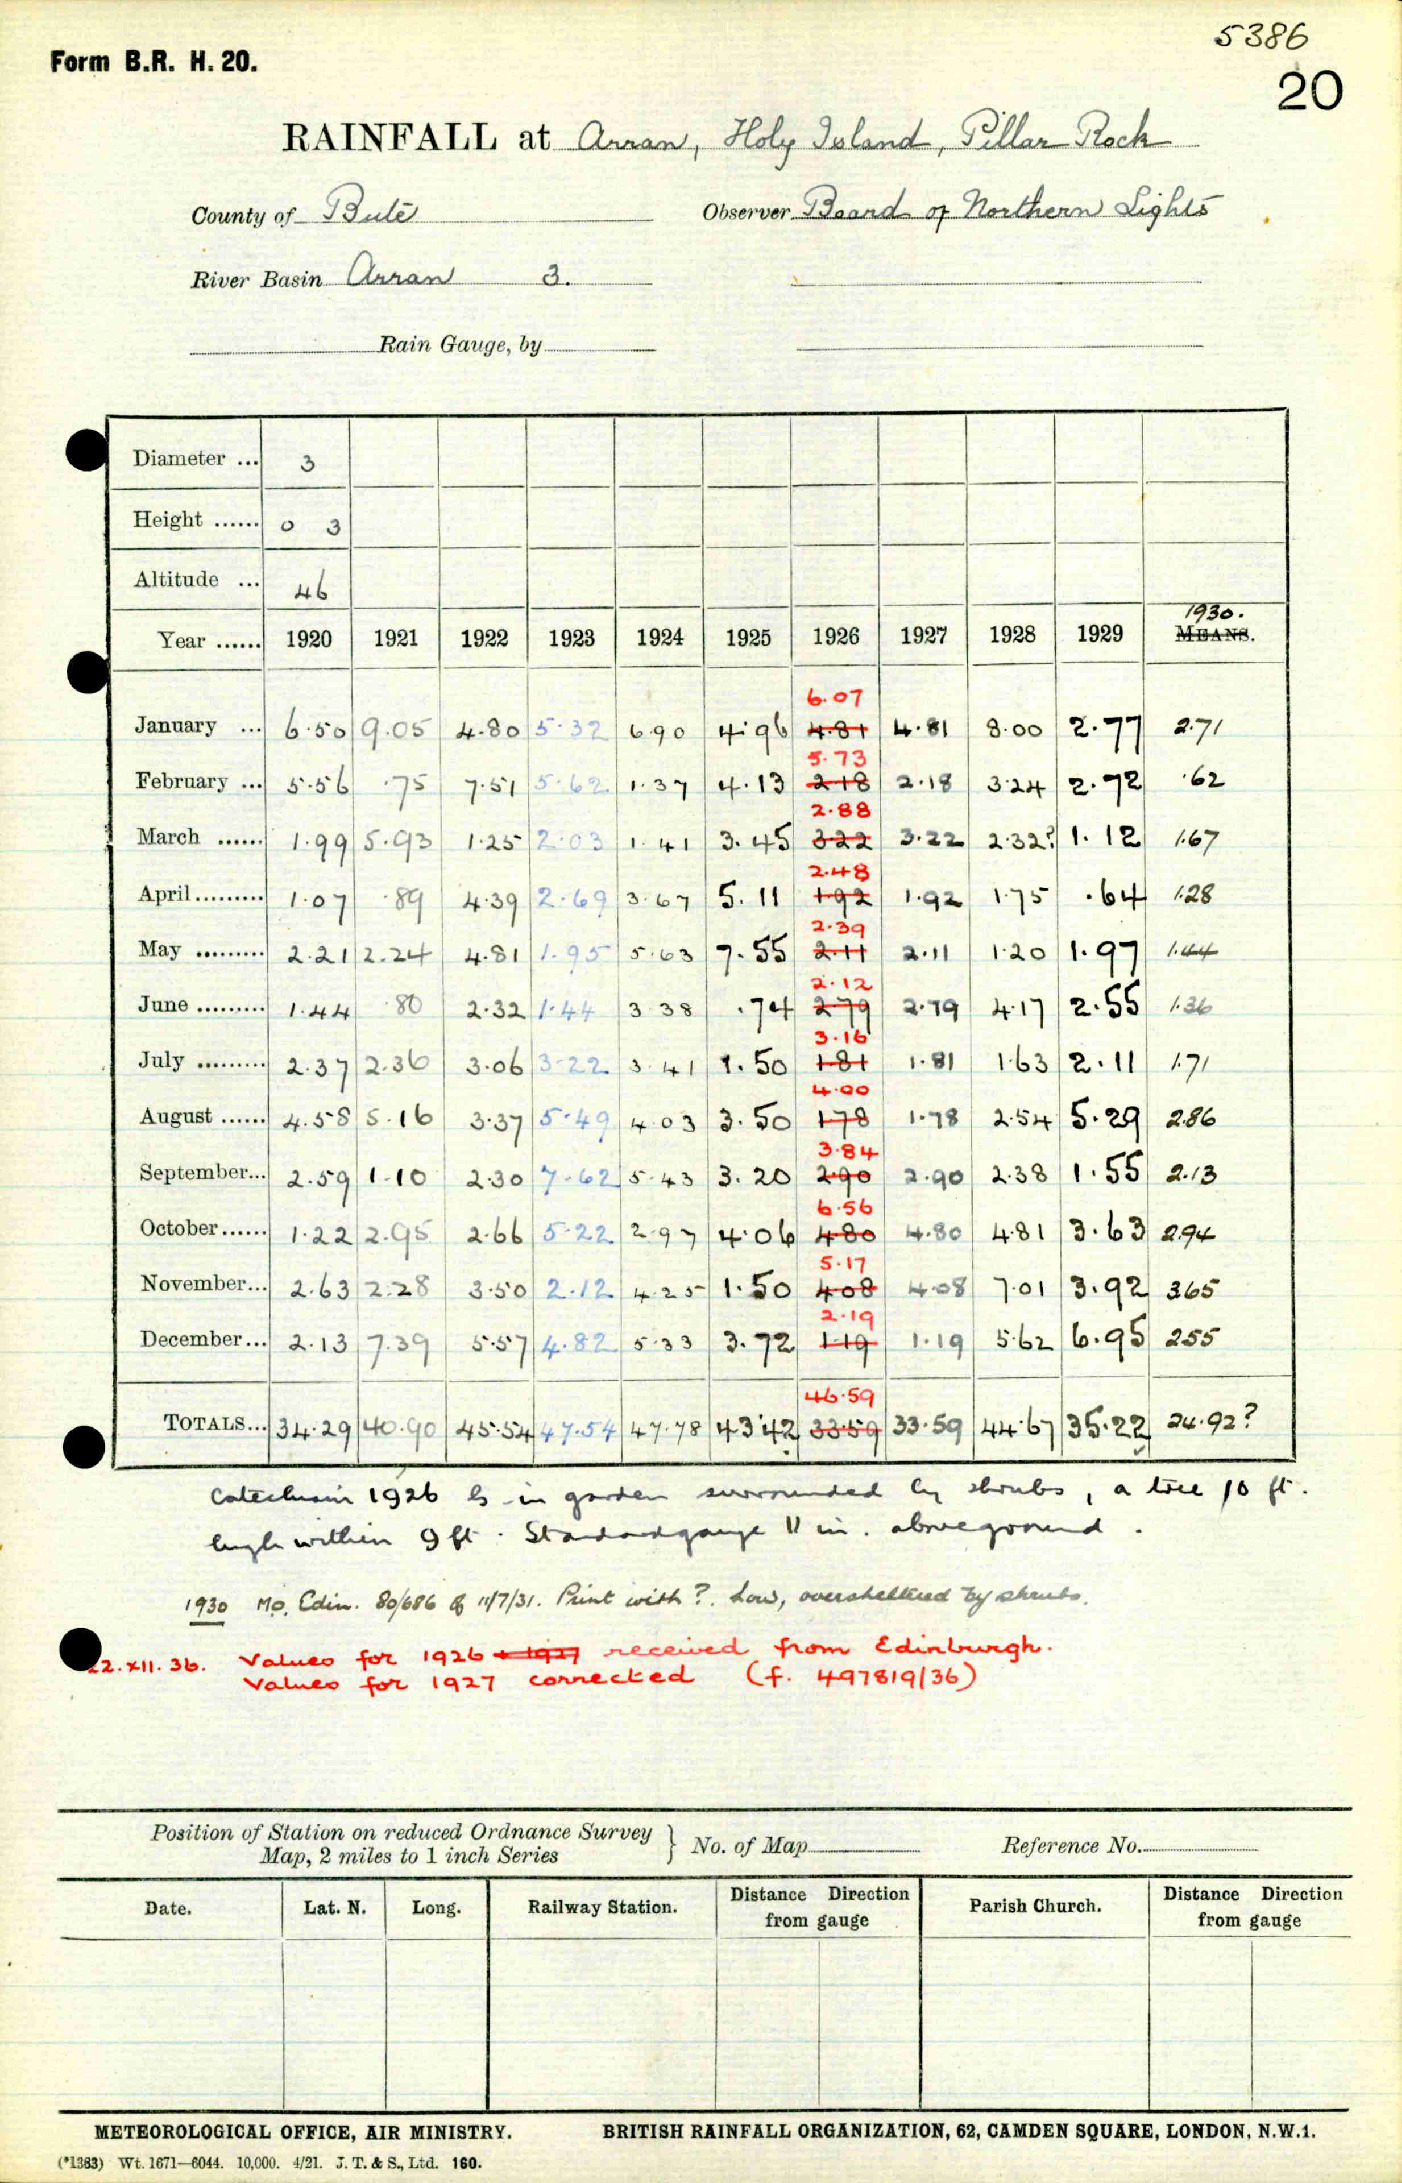 5386
Form B.R. H. 20.
20
RAINFALL at Arran, Holy Island, Pillar Rock
County of Bute Observer Board of Northern Lights
River Basin Arran 3.
Rain Gauge, by
Diameter ... 3
Height ...... 0 3
Altitude ... 46
1930.
Year ...... 1920 1921 1922 1923 1924 1925 1926 1927 1928 1929 MEANS.
6.07
January ... 6.50 9.05 4.80 5.32 6.90 4.96 4.81 4.81 8.00 2.77 2.71
5.73
February ... 5.56 .75 7.51 5.62 1.37 4.13 2.18 2.18 3.24 2.72 .62
2.88
March ...... 1.99 5.93 1.25 2.03 1.41 3.45 3.22 3.22 2.32? 1.12 1.67
2.48
April......... 1.07 .89 4.39 2.69 3.67 5.11 1.92 1.92 1.75 .64 1.28
2.39
May ......... 2.21 2.24 4.81 1.95 5.63 7.55 2.11 2.11 1.20 1.97 1.44
2.12
June ......... 1.44 .80 2.32 1.44 3.38 .74 2.79 2.79 4.17 2.55 1.36
3.16
July ......... 2.37 2.36 3.06 3.22 3.41 1.50 1.81 1.81 1.63 2.11 1.71
4.00
August ...... 4.58 5.16 3.37 5.49 4.03 3.50 1.78 1.78 2.54 5.29 2.86
3.84
September... 2.59 1.10 2.30 7.62 5.43 3.20 2.90 2.90 2.38 1.55 2.13
6.56
October...... 1.22 2.95 2.66 5.22 2.97 4.06 4.80 4.80 4.81 3.63 2.94
5.17
November... 2.63 2.28 3.50 2.12 4.25 1.50 4.08 4.08 7.01 3.92 3.65
2.19
December... 2.13 7.39 5.57 4.82 5.33 3.72 1.19 1.19 5.62 6.95 2.55
46.59
TOTALS... 34.29 40.90 45.54 47.54 47.78 43.42 33.59 33.59 44.67 35.22 24.92?
1926 in garden surrounded by shrubs, a tree 10 ft.
high within 9 ft. Standard gauge 11 in. above ground.
1930 M.O. Edin. 80/686 of 11/7/31. Print with ?. Low, oversheltered by shrubs.
22.XII.36. Values for 1926 + 1927 received from Edinburgh.
Values for 1927 corrected (f. 497819/36)
Position of Station on reduced Ordnance Survey
Map, 2 miles to 1 inch Series } No. of Map Reference No.
Date. Lat. N. Long. Railway Station. Distance Direction from gauge Parish Church. Distance Direction from gauge
METEOROLOGICAL OFFICE, AIR MINISTRY. BRITISH RAINFALL ORGANIZATION, 62, CAMDEN SQUARE, LONDON, N.W.1.
(*1383) Wt. 1671—6044. 10,000. 4/21. J. T. & S., Ltd. 160.